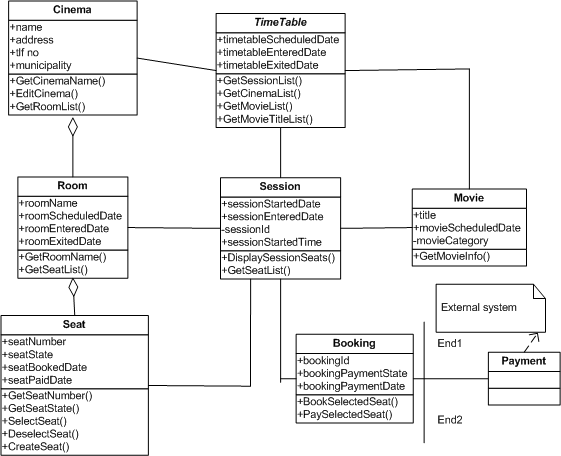 Cinema
+name
+address
+tlf no
+municipality
+GetCinemaName()
+EditCinema()
+GetRoomList()
TimeTable
+timetableScheduledDate
+timetableEnteredDate
+timetableExitedDate
+GetSessionList()
+GetCinemaList()
+GetMovieList()
+GetMovieTitleList()
Room
+roomName
+roomScheduledDate
+roomEnteredDate
+roomExitedDate
+GetRoomName()
+GetSeatList()
Session
+sessionStartedDate
+sessionEnteredDate
-sessionId
+sessionStartedTime
+DisplaySessionSeats()
+GetSeatList()
Movie
+title
+movieScheduledDate
-movieCategory
+GetMovieInfo()
Seat
+seatNumber
+seatState
+seatBookedDate
+seatPaidDate
+GetSeatNumber()
+GetSeatState()
+SelectSeat()
+DeselectSeat()
+CreateSeat()
Booking
+bookingId
+bookingPaymentState
+bookingPaymentDate
+BookSelectedSeat()
+PaySelectedSeat()
External system
End1
Payment
End2